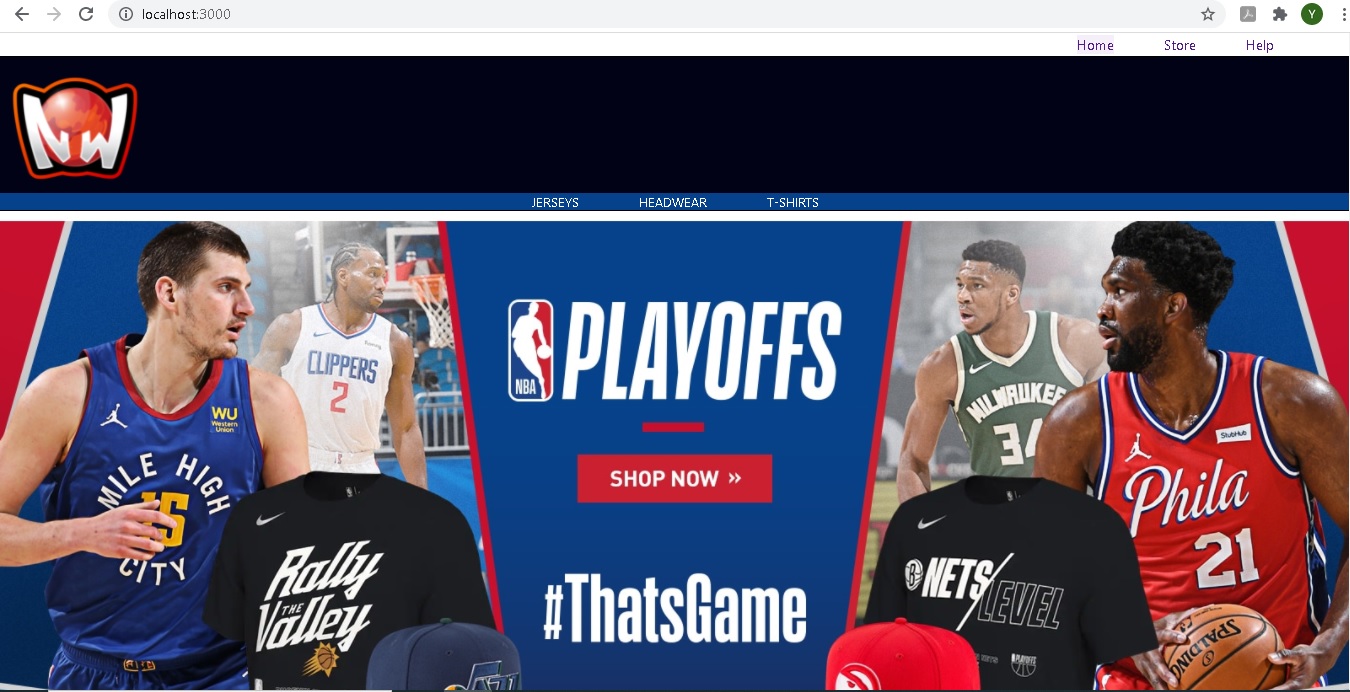 localhost:3000
Y
Home Store Help
NW
JERSEYS HEADWEAR T-SHIRTS
CLIPPERS
2
NBA
PLAYOFFS
SHOP NOW »
#ThatsGame
WU
Western
Union
MILE HIGH
15
CITY
Rally
THE
Valley
MILWAUKEE
34
StubHub
Phila
21
NETS/
LEVEL
PLAYOFFS
SPALDING